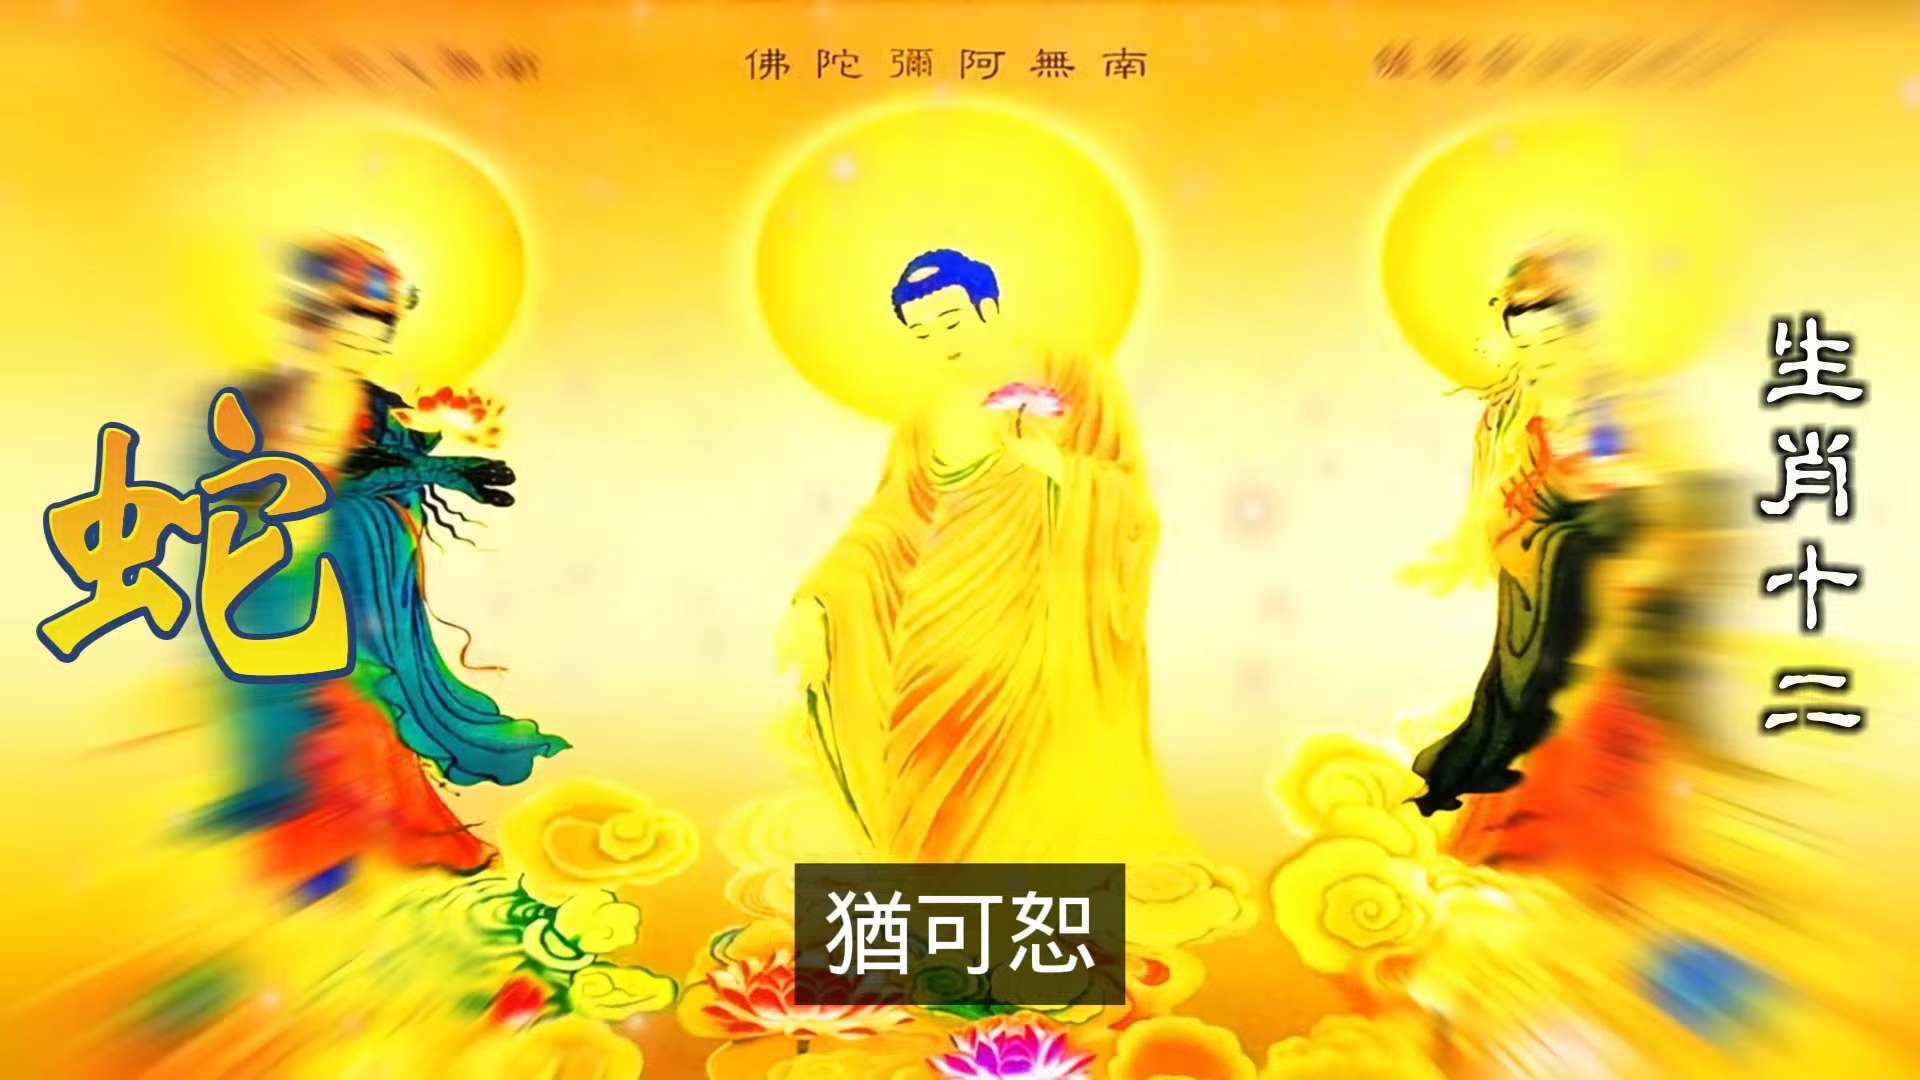 佛陀彌阿無南
蛇
生肖十二
猶可恕